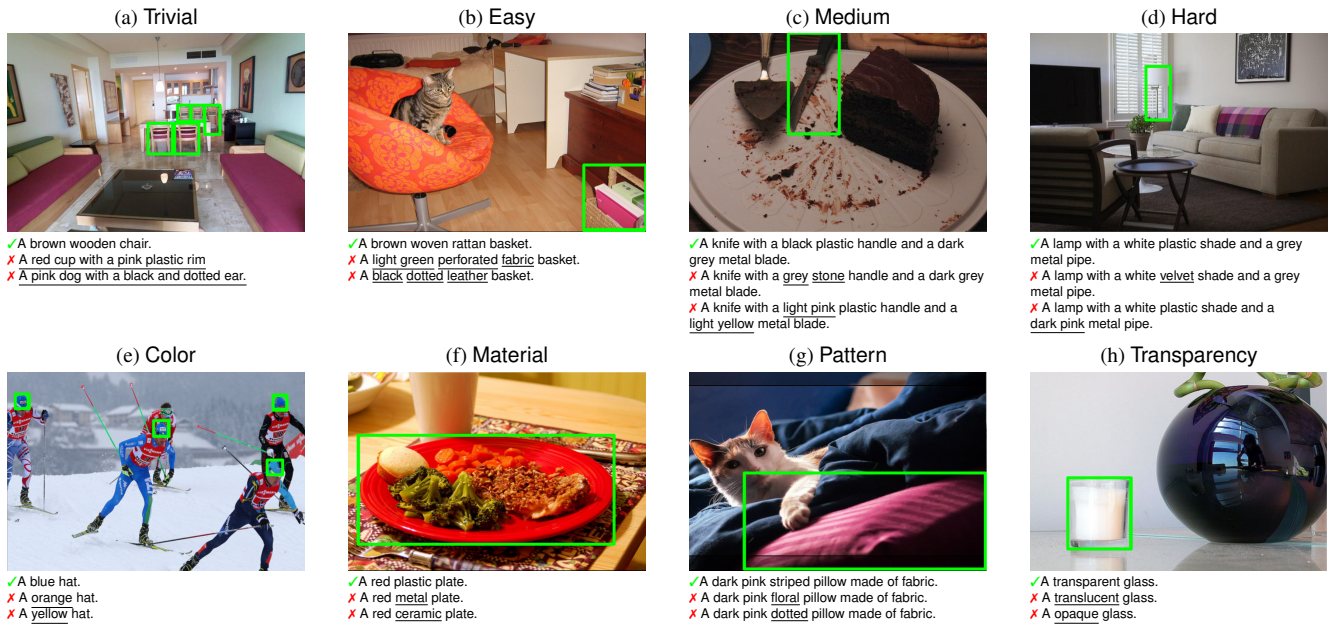 (a) Trivial
✓A brown wooden chair.
✗ A red cup with a pink plastic rim
✗ A pink dog with a black and dotted ear.
(b) Easy
✓A brown woven rattan basket.
✗ A light green perforated fabric basket.
✗ A black dotted leather basket.
(c) Medium
✓A knife with a black plastic handle and a dark
grey metal blade.
✗ A knife with a grey stone handle and a dark grey
metal blade.
✗ A knife with a light pink plastic handle and a
light yellow metal blade.
(d) Hard
✓A lamp with a white plastic shade and a grey
metal pipe.
✗ A lamp with a white velvet shade and a grey
metal pipe.
✗ A lamp with a white plastic shade and a
dark pink metal pipe.
(e) Color
✓A blue hat.
✗ A orange hat.
✗ A yellow hat.
(f) Material
✓A red plastic plate.
✗ A red metal plate.
✗ A red ceramic plate.
(g) Pattern
✓A dark pink striped pillow made of fabric.
✗ A dark pink floral pillow made of fabric.
✗ A dark pink dotted pillow made of fabric.
(h) Transparency
✓A transparent glass.
✗ A translucent glass.
✗ A opaque glass.